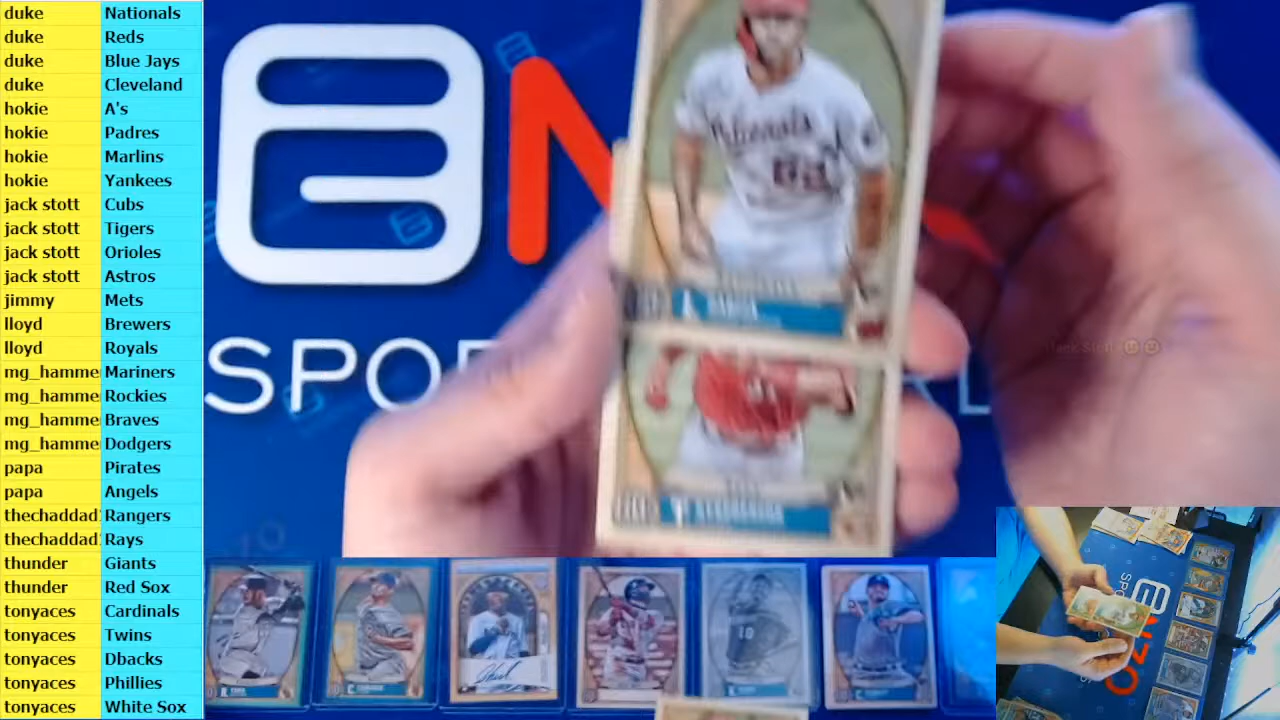 duke Nationals
duke Reds
duke Blue Jays
duke Cleveland
hokie A's
hokie Padres
hokie Marlins
hokie Yankees
jack stott Cubs
jack stott Tigers
jack stott Orioles
jack stott Astros
jimmy Mets
lloyd Brewers
lloyd Royals
mg_hamme Mariners
mg_hamme Rockies
mg_hamme Braves
mg_hamme Dodgers
papa Pirates
papa Angels
thechaddad Rangers
thechaddad Rays
thunder Giants
thunder Red Sox
tonyaces Cardinals
tonyaces Twins
tonyaces Dbacks
tonyaces Phillies
tonyaces White Sox
Nationals
SPO